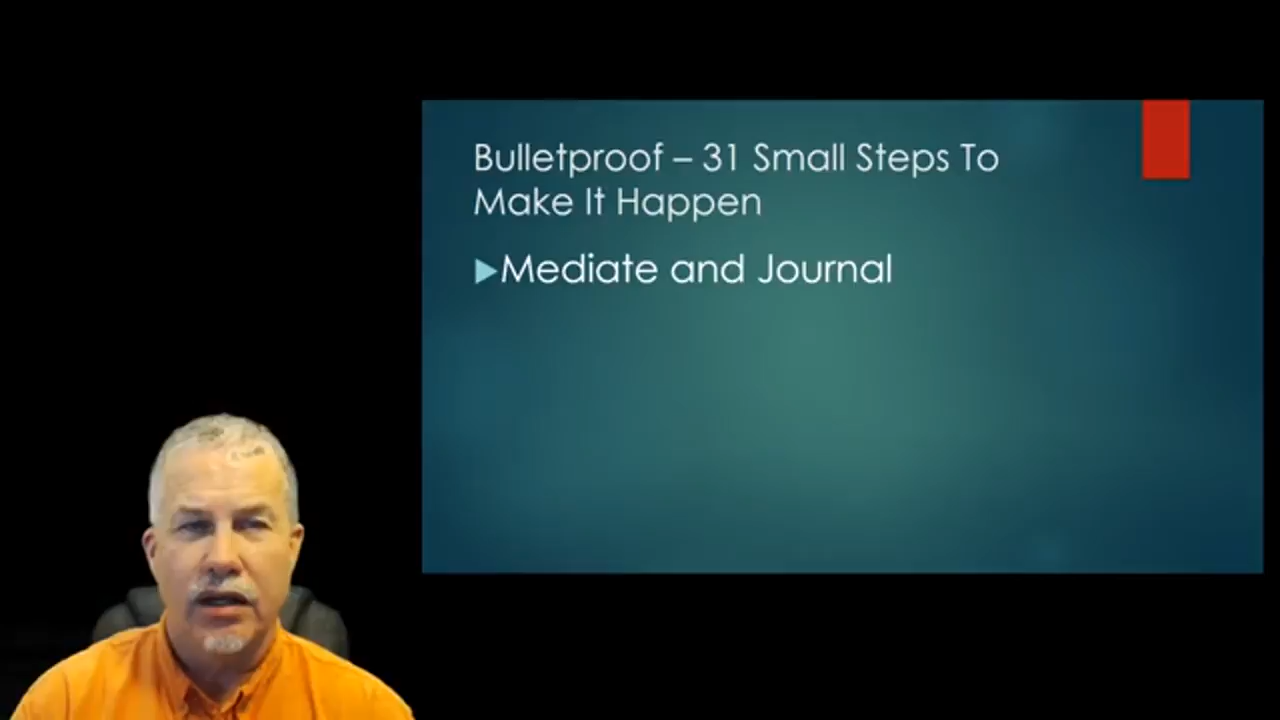 Bulletproof – 31 Small Steps To
Make It Happen
Mediate and Journal